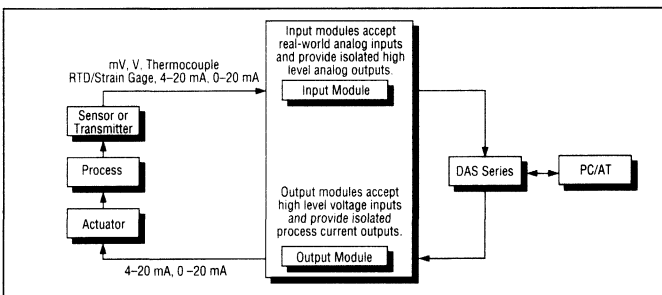 mV, V. Thermocouple
RTD/Strain Gage, 4–20 mA, 0–20 mA
Sensor or
Transmitter
Process
Actuator
4–20 mA, 0 –20 mA
Input modules accept
real-world analog inputs
and provide isolated high
level analog outputs.
Input Module
Output modules accept
high level voltage inputs
and provide isolated
process current outputs.
Output Module
DAS Series
PC/AT